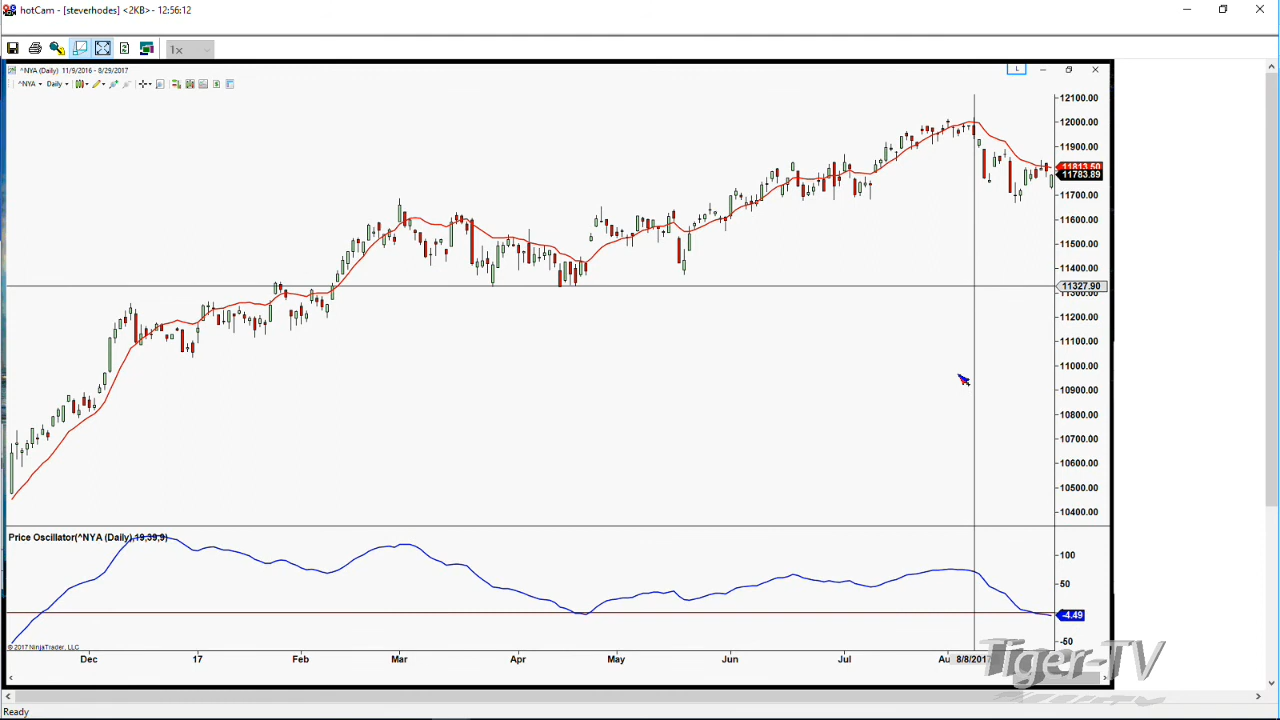 hotCam - [steverhodes] <2KB> - 12:56:12
1x
^NYA (Daily) 11/9/2016 - 8/29/2017
L
^NYA Daily
12100.00
12000.00
11900.00
11813.50
11783.89
11700.00
11600.00
11500.00
11400.00
11327.90
11300.00
11200.00
11100.00
11000.00
10900.00
10800.00
10700.00
10600.00
10500.00
10400.00
Price Oscillator(^NYA (Daily),19,39,9)
100
50
-4.49
-50
© 2017 NinjaTrader, LLC
Dec 17 Feb Mar Apr May Jun Jul Au 8/8/2017
Tiger-TV
Ready